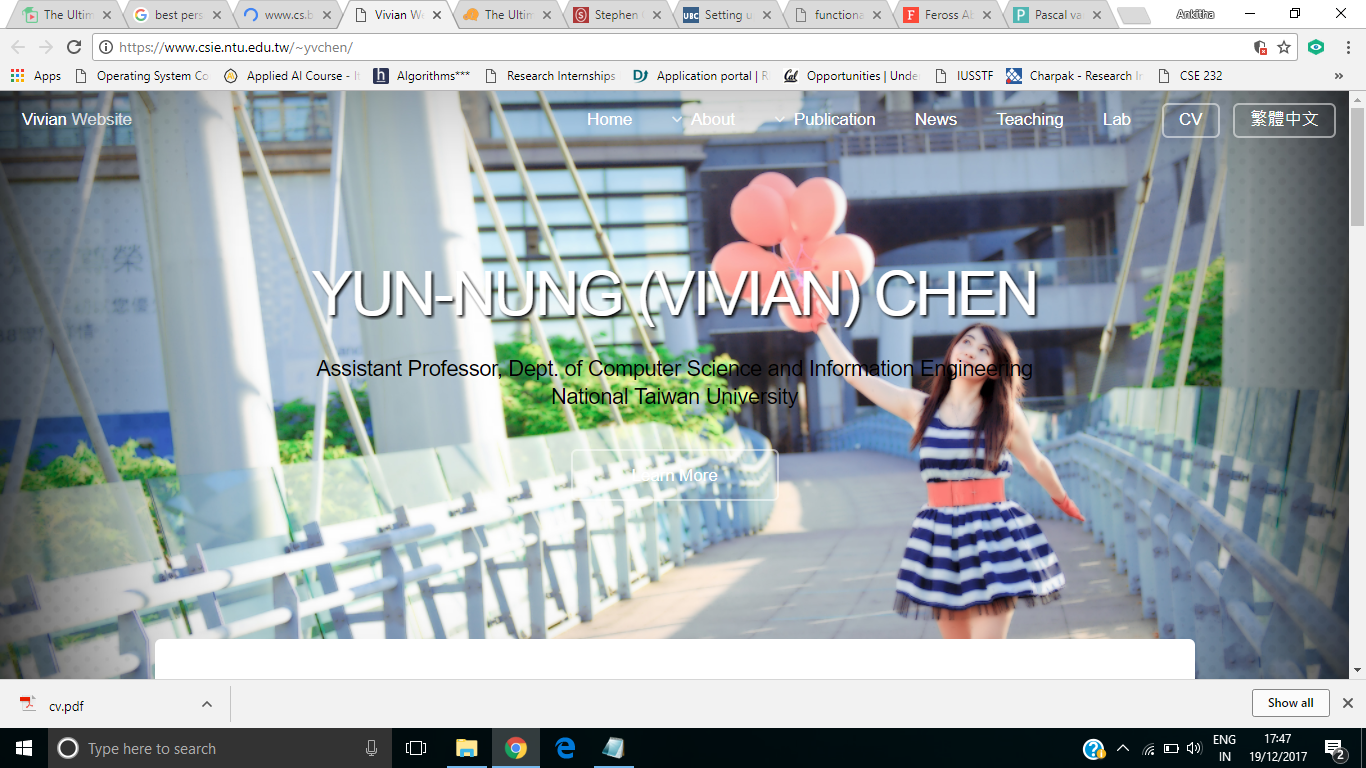 The Ultim
best pers
www.cs.b
Vivian We
The Ultim
Stephen
Setting u
functiona
Feross Ab
Pascal va
Ankitha
https://www.csie.ntu.edu.tw/~yvchen/
Apps
Operating System Co
Applied AI Course - It
Algorithms***
Research Internships
Application portal | R
Opportunities | Unde
IUSSTF
Charpak - Research In
CSE 232
»
Vivian Website
Home
About
Publication
News
Teaching
Lab
CV
繁體中文
YUN-NUNG (VIVIAN) CHEN
Assistant Professor, Dept. of Computer Science and Information Engineering
National Taiwan University
Learn More
cv.pdf
Show all
Type here to search
ENG
IN
17:47
19/12/2017
2